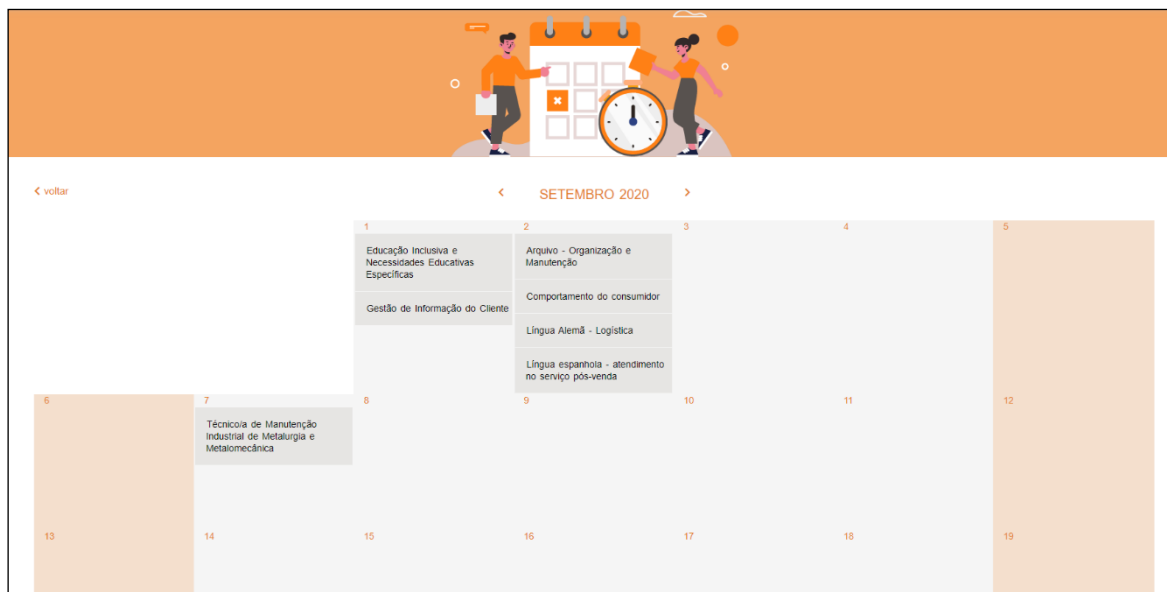 voltar
SETEMBRO 2020
1
Educação Inclusiva e
Necessidades Educativas
Específicas
Gestão de Informação do Cliente
2
Arquivo - Organização e
Manutenção
Comportamento do consumidor
Língua Alemã - Logística
Língua espanhola - atendimento
no serviço pós-venda
3
4
5
6
7
Técnico/a de Manutenção
Industrial de Metalurgia e
Metalomecânica
8
9
10
11
12
13
14
15
16
17
18
19